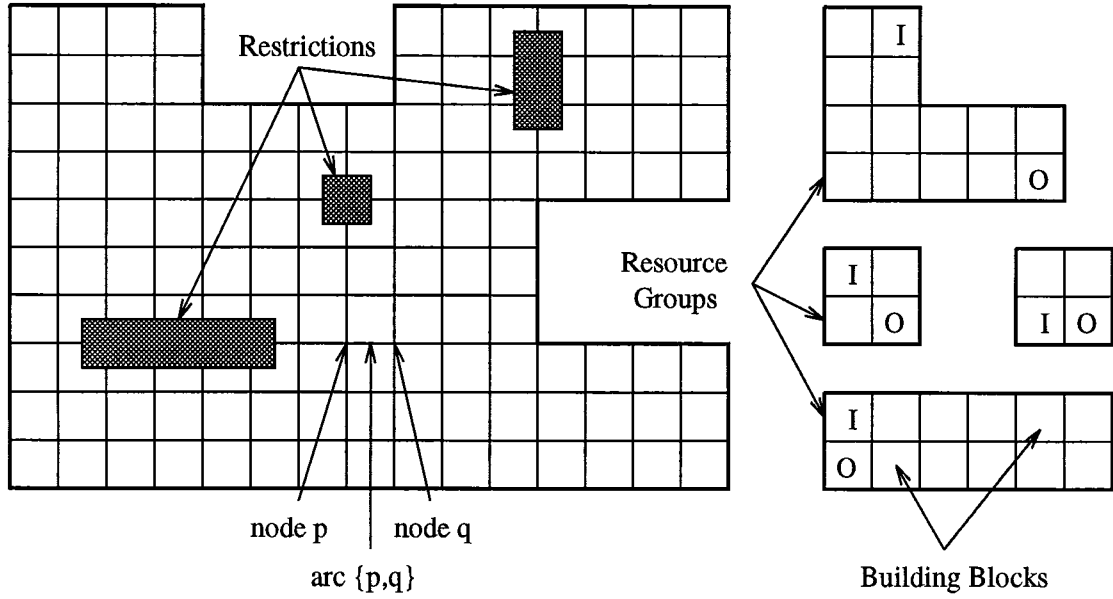 Restrictions
I
O
Resource
Groups
I
O
I O
I
O
node p
node q
arc {p,q}
Building Blocks